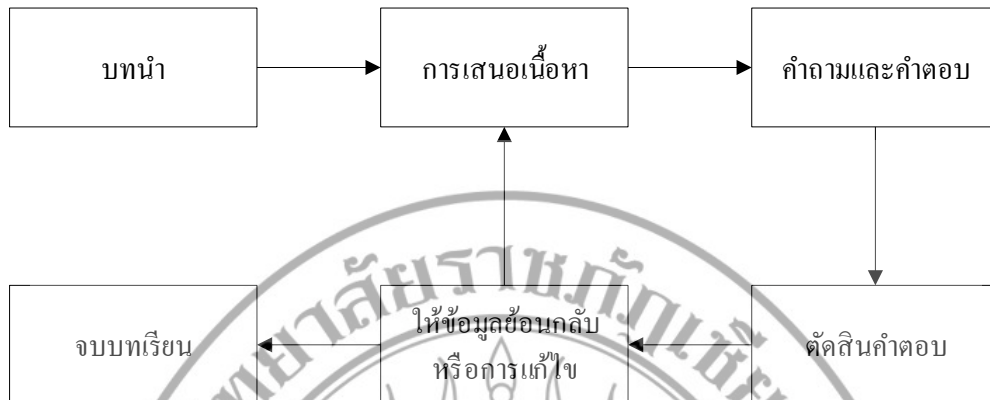 บทนำ
การเสนอเนื้อหา
คำถามและคำตอบ
จบบทเรียน
ให้ข้อมูลย้อนกลับ
หรือการแก้ไข
ตัดสินคำตอบ